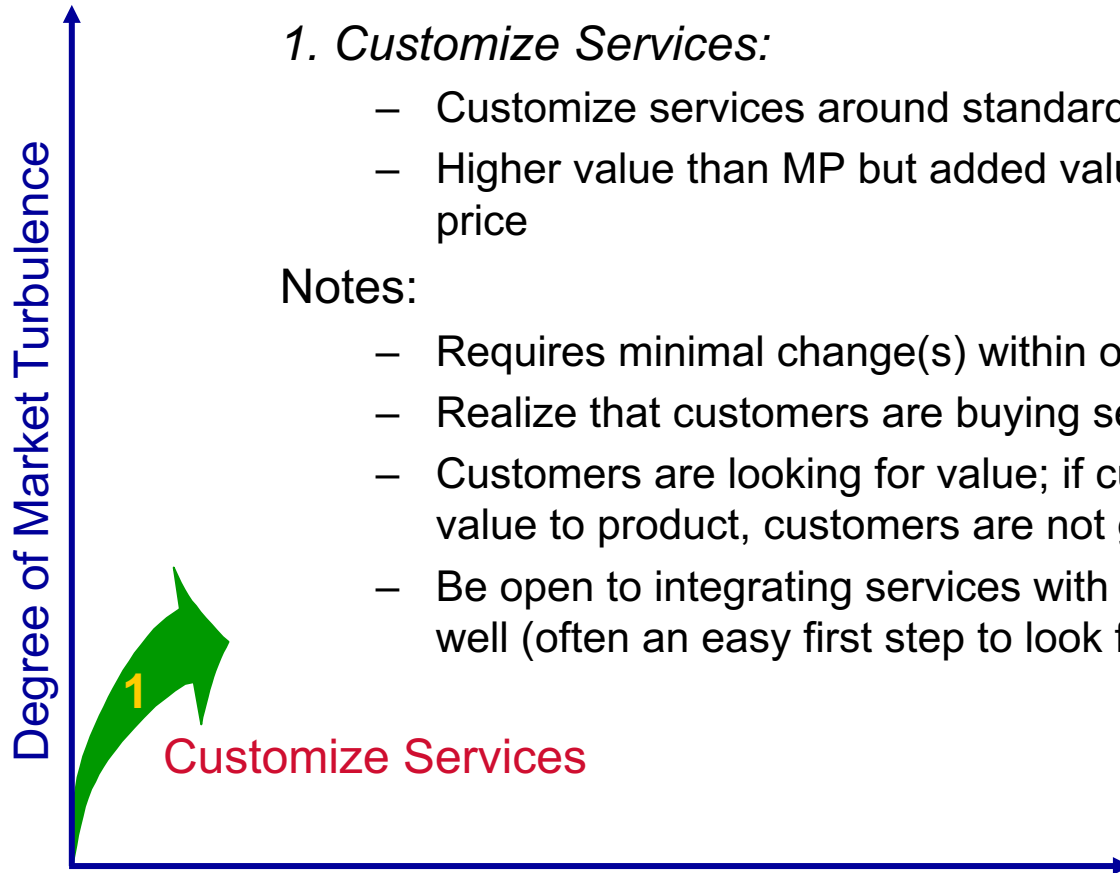 1. Customize Services:
– Customize services around standard
– Higher value than MP but added valu
price
Notes:
– Requires minimal change(s) within o
– Realize that customers are buying se
– Customers are looking for value; if cu
value to product, customers are not
– Be open to integrating services with
well (often an easy first step to look f
Degree of Market Turbulence
1
Customize Services